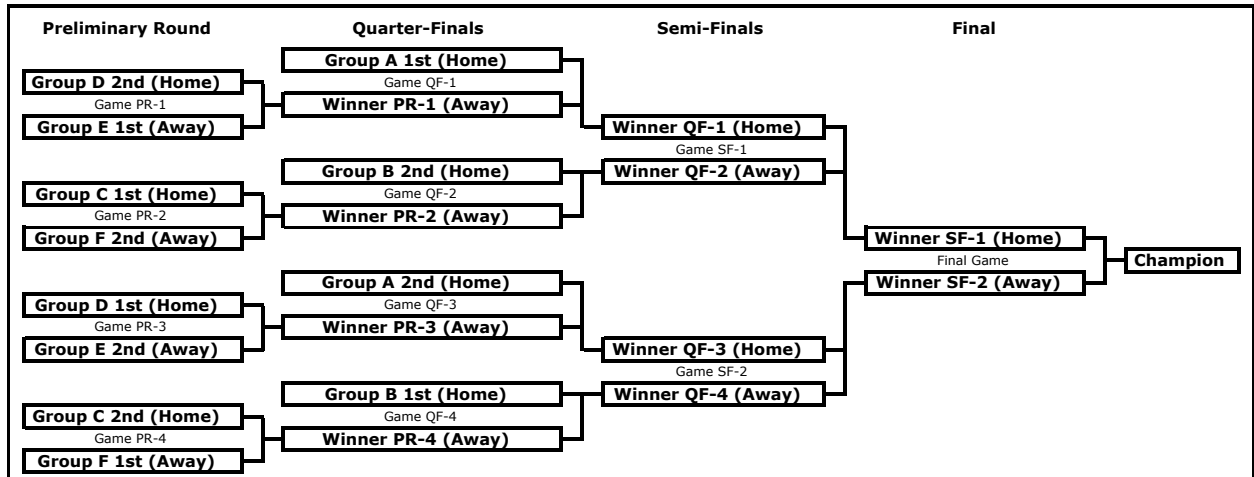 Preliminary Round
Quarter-Finals
Semi-Finals
Final
Group D 2nd (Home)
Game PR-1
Group E 1st (Away)
Group C 1st (Home)
Game PR-2
Group F 2nd (Away)
Group D 1st (Home)
Game PR-3
Group E 2nd (Away)
Group C 2nd (Home)
Game PR-4
Group F 1st (Away)
Group A 1st (Home)
Game QF-1
Winner PR-1 (Away)
Group B 2nd (Home)
Game QF-2
Winner PR-2 (Away)
Group A 2nd (Home)
Game QF-3
Winner PR-3 (Away)
Group B 1st (Home)
Game QF-4
Winner PR-4 (Away)
Winner QF-1 (Home)
Game SF-1
Winner QF-2 (Away)
Winner QF-3 (Home)
Game SF-2
Winner QF-4 (Away)
Winner SF-1 (Home)
Final Game
Winner SF-2 (Away)
Champion